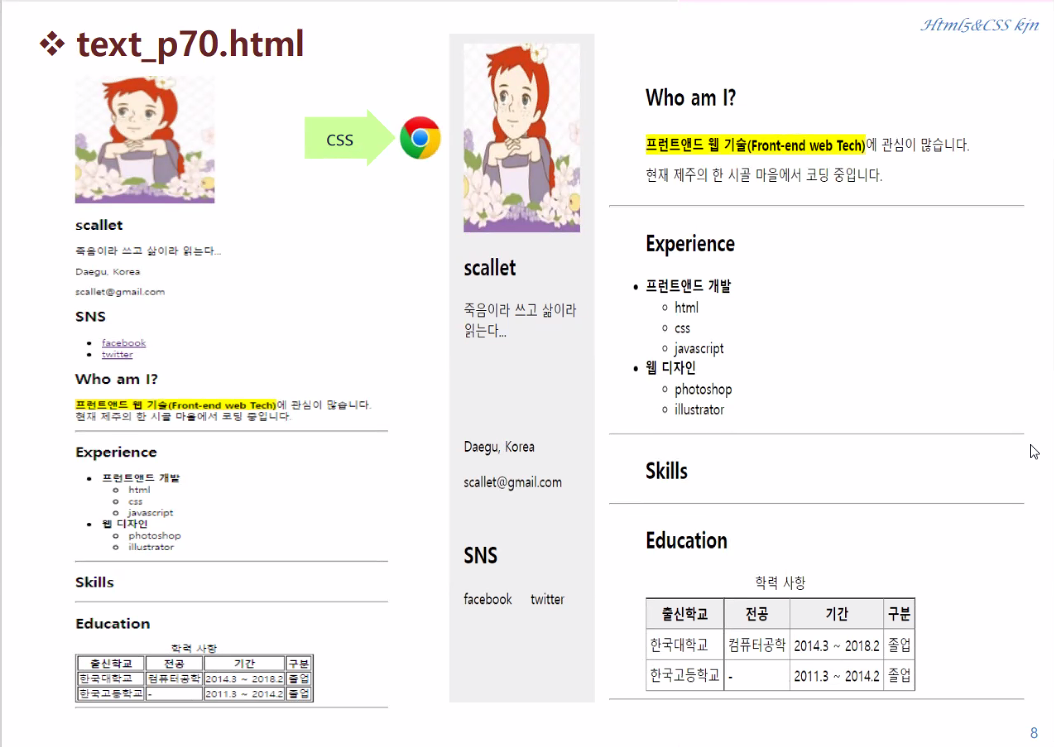 Html5&CSS kjn
❖ text_p70.html
scallet
죽음이라 쓰고 삶이라 읽는다...
Daegu, Korea
scallet@gmail.com
SNS
• facebook
• twitter
Who am I?
프런트앤드 웹 기술(Front-end web Tech)에 관심이 많습니다.
현재 제주의 한 시골 마을에서 코딩 중입니다.
Experience
• 프런트앤드 개발
○ html
○ css
○ javascript
• 웹 디자인
○ photoshop
○ illustrator
Skills
Education
학력 사항
출신학교 전공 기간 구분
한국대학교 컴퓨터공학 2014.3 ~ 2018.2 졸업
한국고등학교 - 2011.3 ~ 2014.2 졸업
CSS
scallet
죽음이라 쓰고 삶이라
읽는다...
Daegu, Korea
scallet@gmail.com
SNS
facebook twitter
Who am I?
프런트앤드 웹 기술(Front-end web Tech)에 관심이 많습니다.
현재 제주의 한 시골 마을에서 코딩 중입니다.
Experience
• 프런트앤드 개발
○ html
○ css
○ javascript
• 웹 디자인
○ photoshop
○ illustrator
Skills
Education
학력 사항
출신학교 전공 기간 구분
한국대학교 컴퓨터공학 2014.3 ~ 2018.2 졸업
한국고등학교 - 2011.3 ~ 2014.2 졸업
8